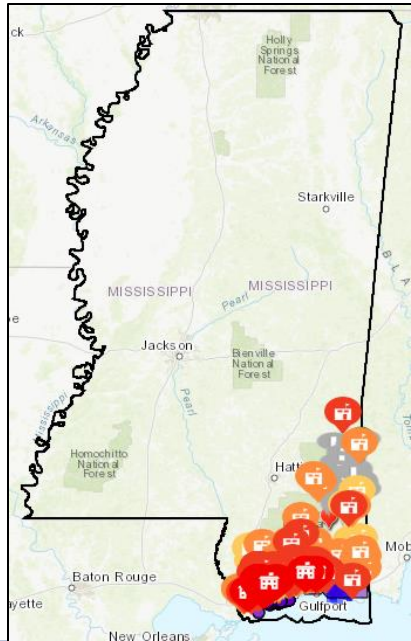 ck
Holly
Springs
National
Forest
Arkansas
Starkville
MISSISSIPPI
MISSISSIPPI
Pearl
Jackson
Bienville
National
Forest
Mississippi
Pearl
Homochitto
National
Forest
Hatti
Baton Rouge
Mob
ayette
Gulfport
New Orleans